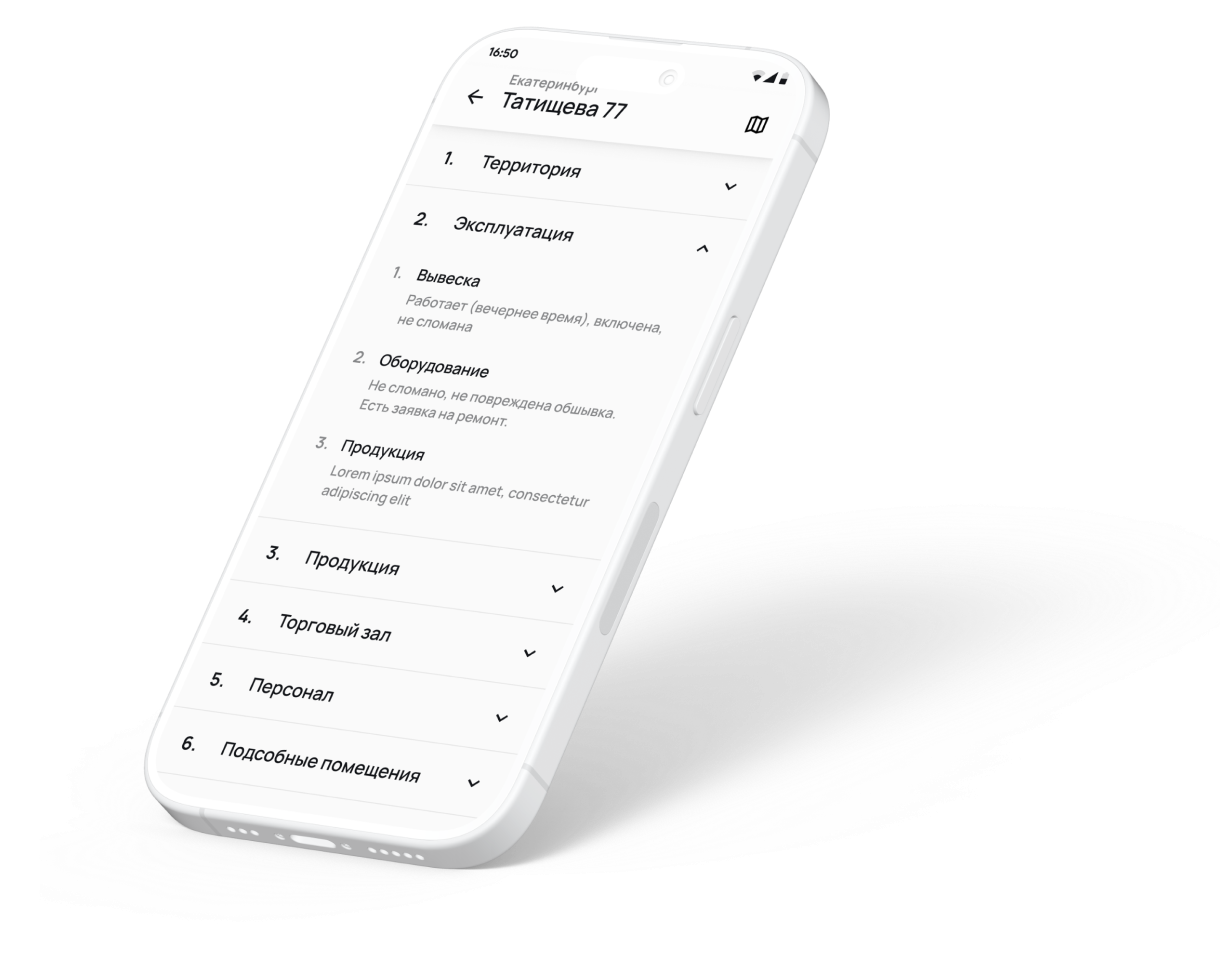 16:50
Екатеринбург
Татищева 77
1. Территория
2. Эксплуатация
1. Вывеска
Работает (вечернее время), включена,
не сломана
2. Оборудование
Не сломано, не повреждена обшывка.
Есть заявка на ремонт.
3. Продукция
Lorem ipsum dolor sit amet, consectetur
adipiscing elit
3. Продукция
4. Торговый зал
5. Персонал
6. Подсобные помещения